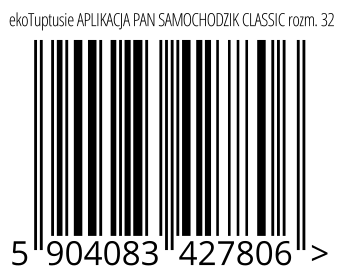 ekoTuptusie APLIKACJA PAN SAMOCHODZIK CLASSIC rozm. 32
5 904083 427806 >